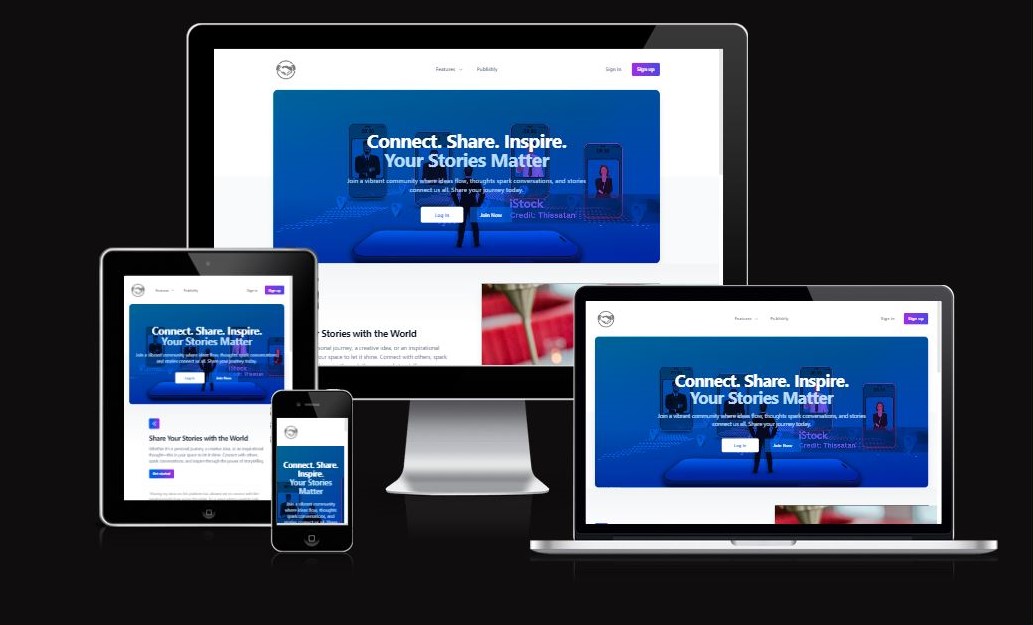 Features
Publibility
Sign in
Sign up
Connect. Share. Inspire.
Your Stories Matter
Join a vibrant community where ideas flow, thoughts spark conversations, and stories
connect us all. Share your journey today.
Log In
Join Now
iStock
Credit: Thissatan
r Stories with the World
sonal journey, a creative idea, or an inspirational
our space to let it shine. Connect with others, spark
Features
Publibility
Sign in
Sign up
Connect. Share. Inspire.
Your Stories Matter
Join a vibrant community where ideas flow, thoughts spark conversations,
and stories connect us all. Share your journey today.
Log In
Join Now
iStock
Share Your Stories with the World
Whether it's a personal journey, a creative idea, or an inspirational
thought—this is your space to let it shine. Connect with others,
spark conversations, and inspire through the power of storytelling.
Get started
Connect. Share.
Inspire.
Your Stories
Matter
Join a vibrant community
where ideas flow, thoughts
spark conversations, and
Features
Publibility
Sign in
Sign up
Connect. Share. Inspire.
Your Stories Matter
Join a vibrant community where ideas flow, thoughts spark conversations, and stories
connect us all. Share your journey today.
Log In
Join Now
iStock
Credit: Thissatan